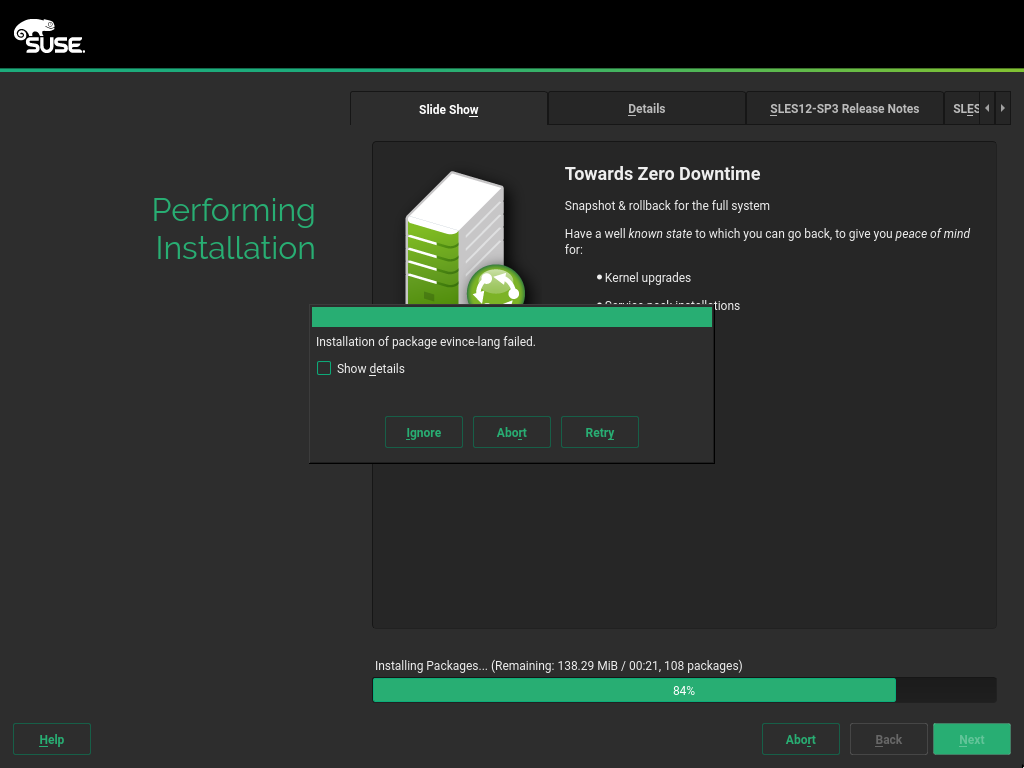 SUSE.
Slide Show
Details
SLES12-SP3 Release Notes
SLES
Performing
Installation
Towards Zero Downtime
Snapshot & rollback for the full system
Have a well known state to which you can go back, to give you peace of mind
for:
• Kernel upgrades
• Service pack installations
Installation of package evince-lang failed.
Show details
Ignore
Abort
Retry
Installing Packages... (Remaining: 138.29 MiB / 00:21, 108 packages)
84%
Help
Abort
Back
Next